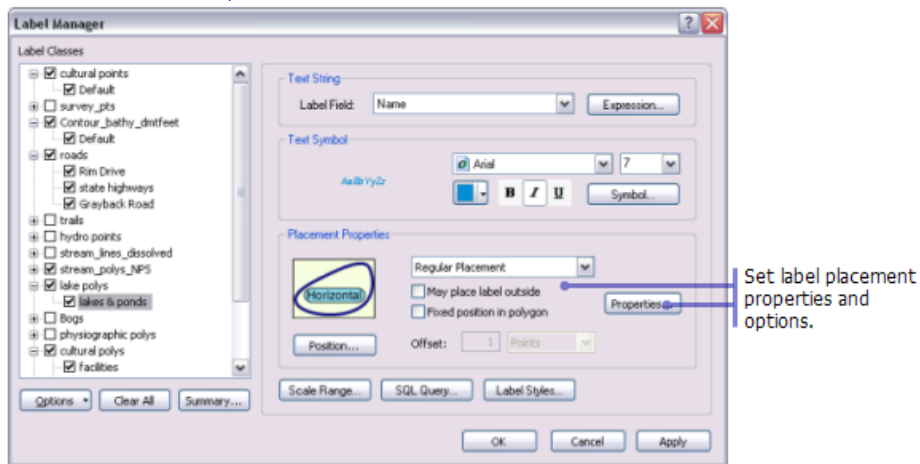 Label Manager
Label Classes
cultural points
Default
survey_pts
Contour_bathy_dmtfeet
Default
roads
Rim Drive
state highways
Grayback Road
trails
hydro points
stream_lines_dissolved
stream_polys_NPS
lake polys
lakes & ponds
Bogs
physiographic polys
cultural polys
facilities
Options
Clear All
Summary...
Text String
Label Field:
Name
Expression...
Text Symbol
AaBbYyZz
Arial
7
B I U
Symbol...
Placement Properties
Horizontal
Regular Placement
May place label outside
Fixed position in polygon
Properties...
Position...
Offset: 1 Points
Scale Range...
SQL Query...
Label Styles...
OK
Cancel
Apply
Set label placement
properties and
options.